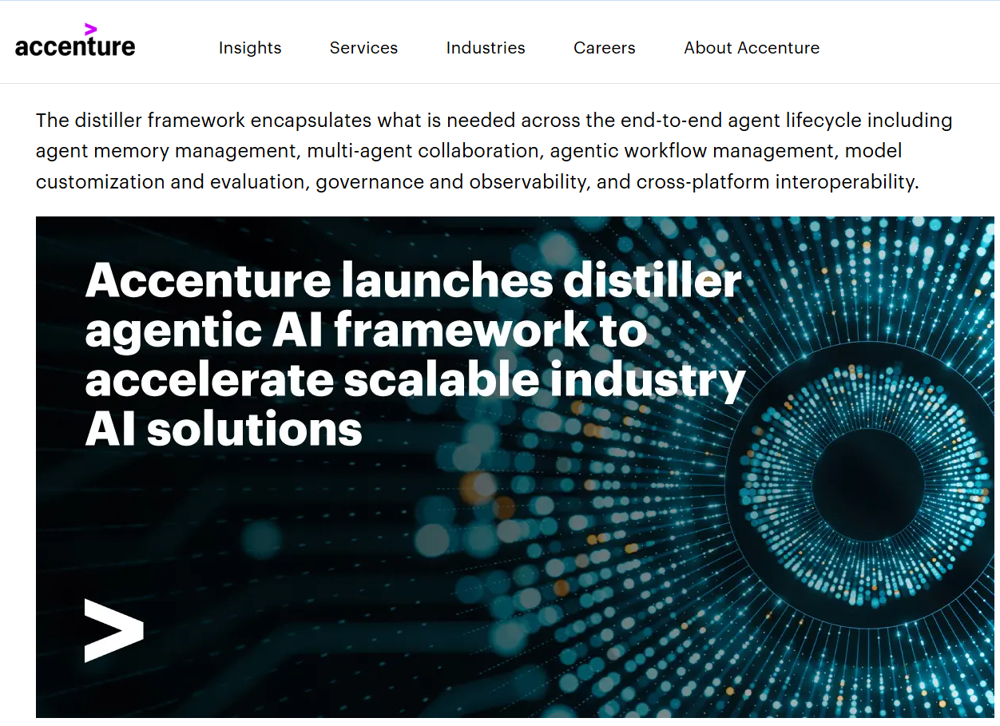 accenture
Insights
Services
Industries
Careers
About Accenture
The distiller framework encapsulates what is needed across the end-to-end agent lifecycle including
agent memory management, multi-agent collaboration, agentic workflow management, model
customization and evaluation, governance and observability, and cross-platform interoperability.
Accenture launches distiller
agentic AI framework to
accelerate scalable industry
AI solutions